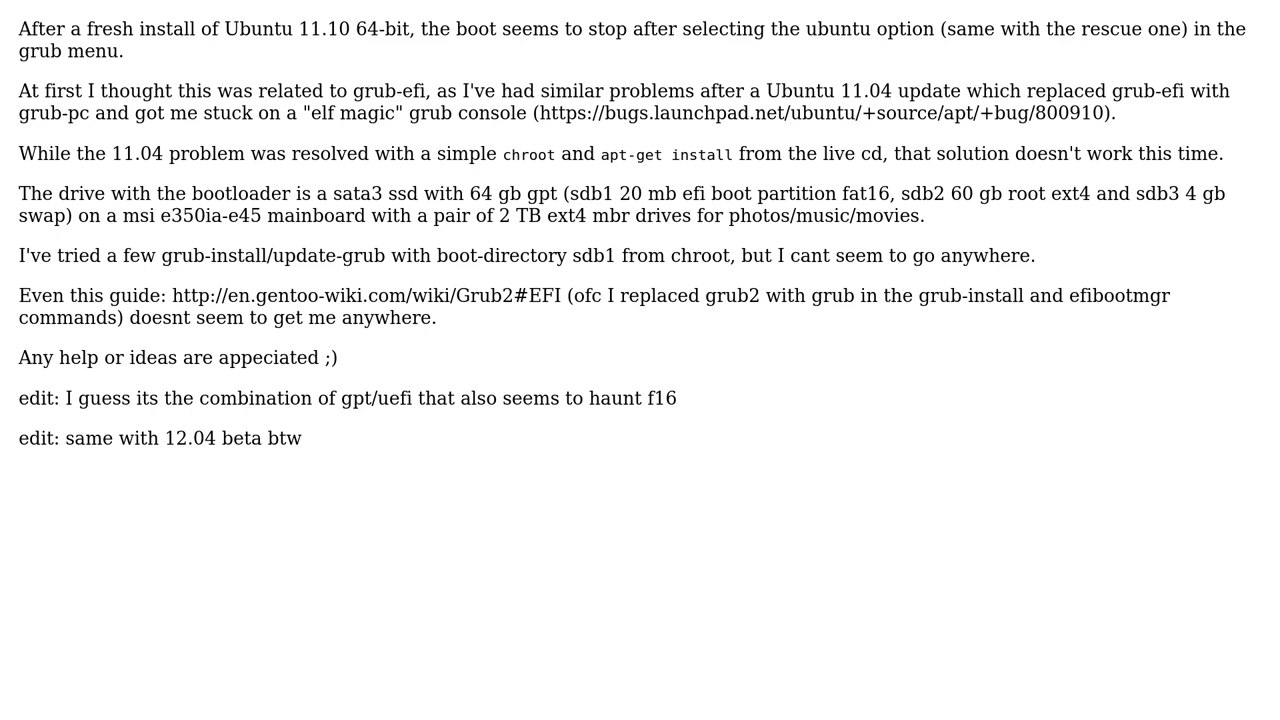 After a fresh install of Ubuntu 11.10 64-bit, the boot seems to stop after selecting the ubuntu option (same with the rescue one) in the
grub menu.
At first I thought this was related to grub-efi, as I've had similar problems after a Ubuntu 11.04 update which replaced grub-efi with
grub-pc and got me stuck on a "elf magic" grub console (https://bugs.launchpad.net/ubuntu/+source/apt/+bug/800910).
While the 11.04 problem was resolved with a simple chroot and apt-get install from the live cd, that solution doesn't work this time.
The drive with the bootloader is a sata3 ssd with 64 gb gpt (sdb1 20 mb efi boot partition fat16, sdb2 60 gb root ext4 and sdb3 4 gb
swap) on a msi e350ia-e45 mainboard with a pair of 2 TB ext4 mbr drives for photos/music/movies.
I've tried a few grub-install/update-grub with boot-directory sdb1 from chroot, but I cant seem to go anywhere.
Even this guide: http://en.gentoo-wiki.com/wiki/Grub2#EFI (ofc I replaced grub2 with grub in the grub-install and efibootmgr
commands) doesnt seem to get me anywhere.
Any help or ideas are appeciated ;)
edit: I guess its the combination of gpt/uefi that also seems to haunt f16
edit: same with 12.04 beta btw